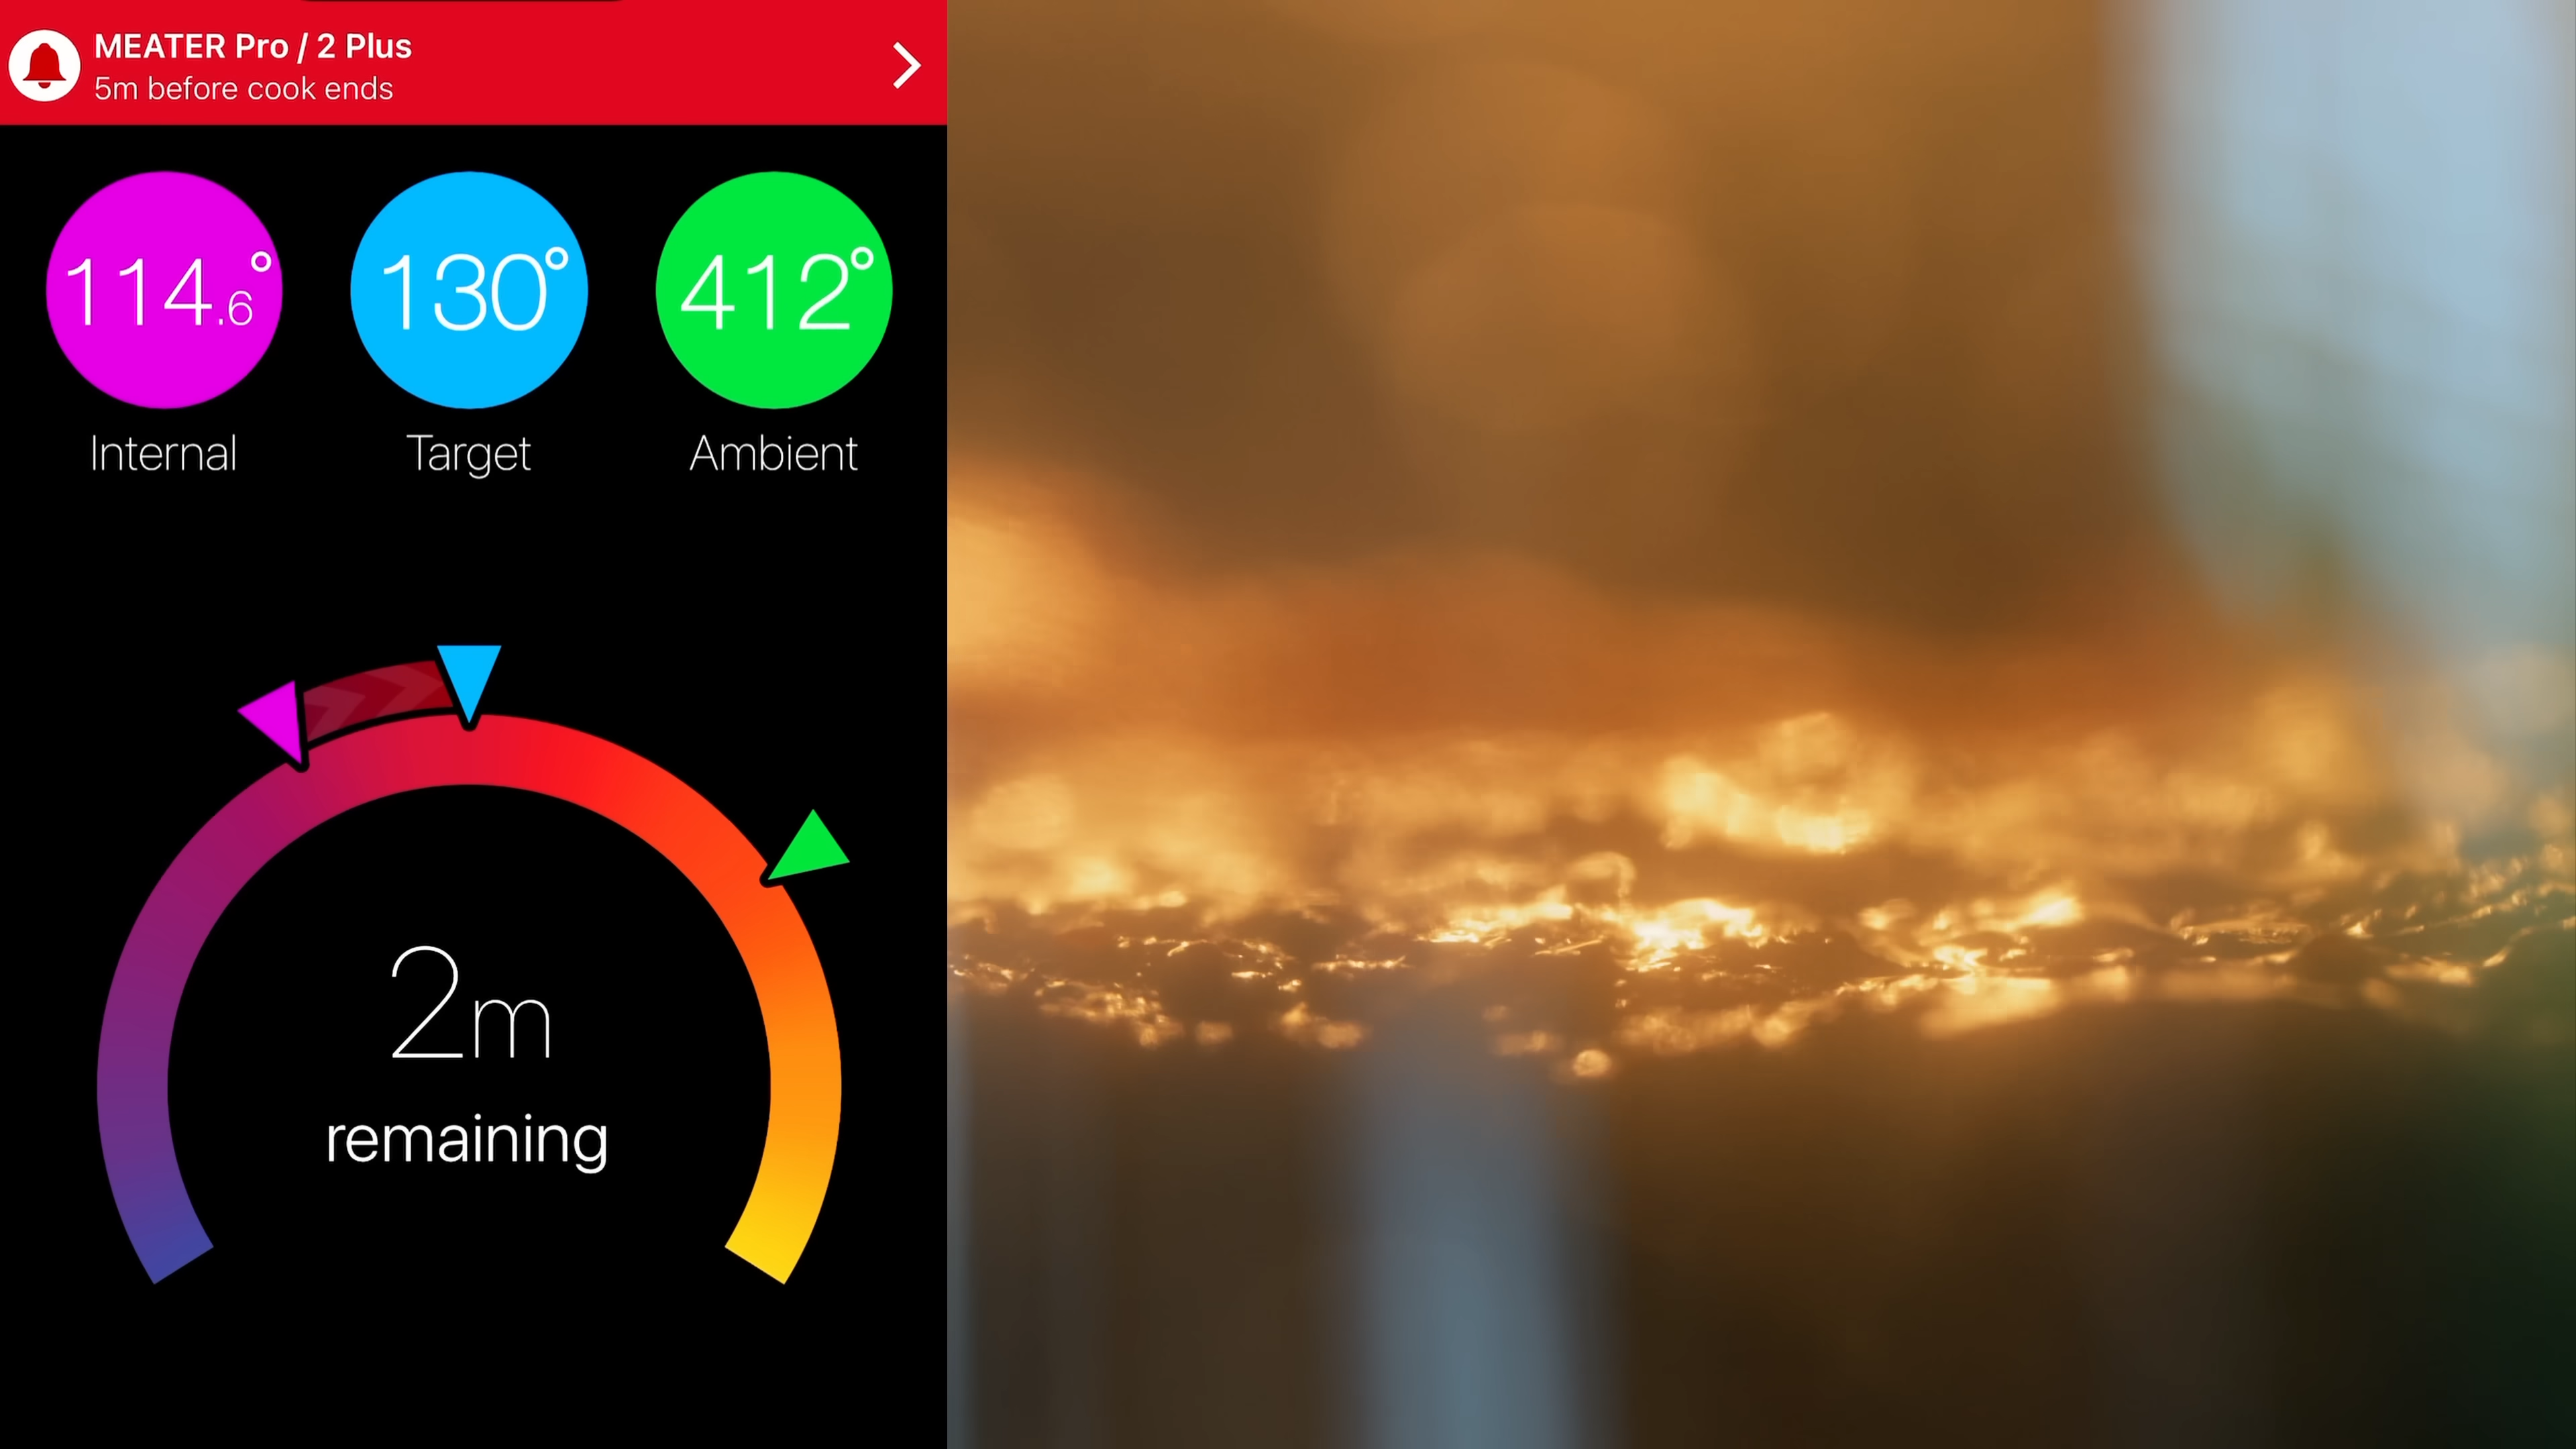 MEATER Pro / 2 Plus
5m before cook ends
114.6° 130° 412°
Internal Target Ambient
2m
remaining